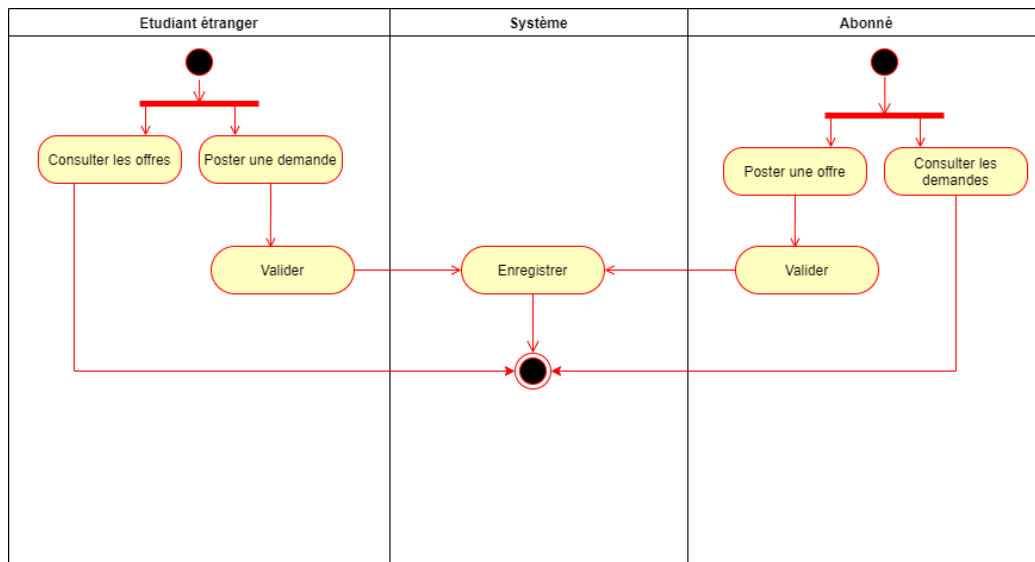 Etudiant étranger
Système
Abonné
Consulter les offres
Poster une demande
Poster une offre
Consulter les
demandes
Valider
Enregistrer
Valider